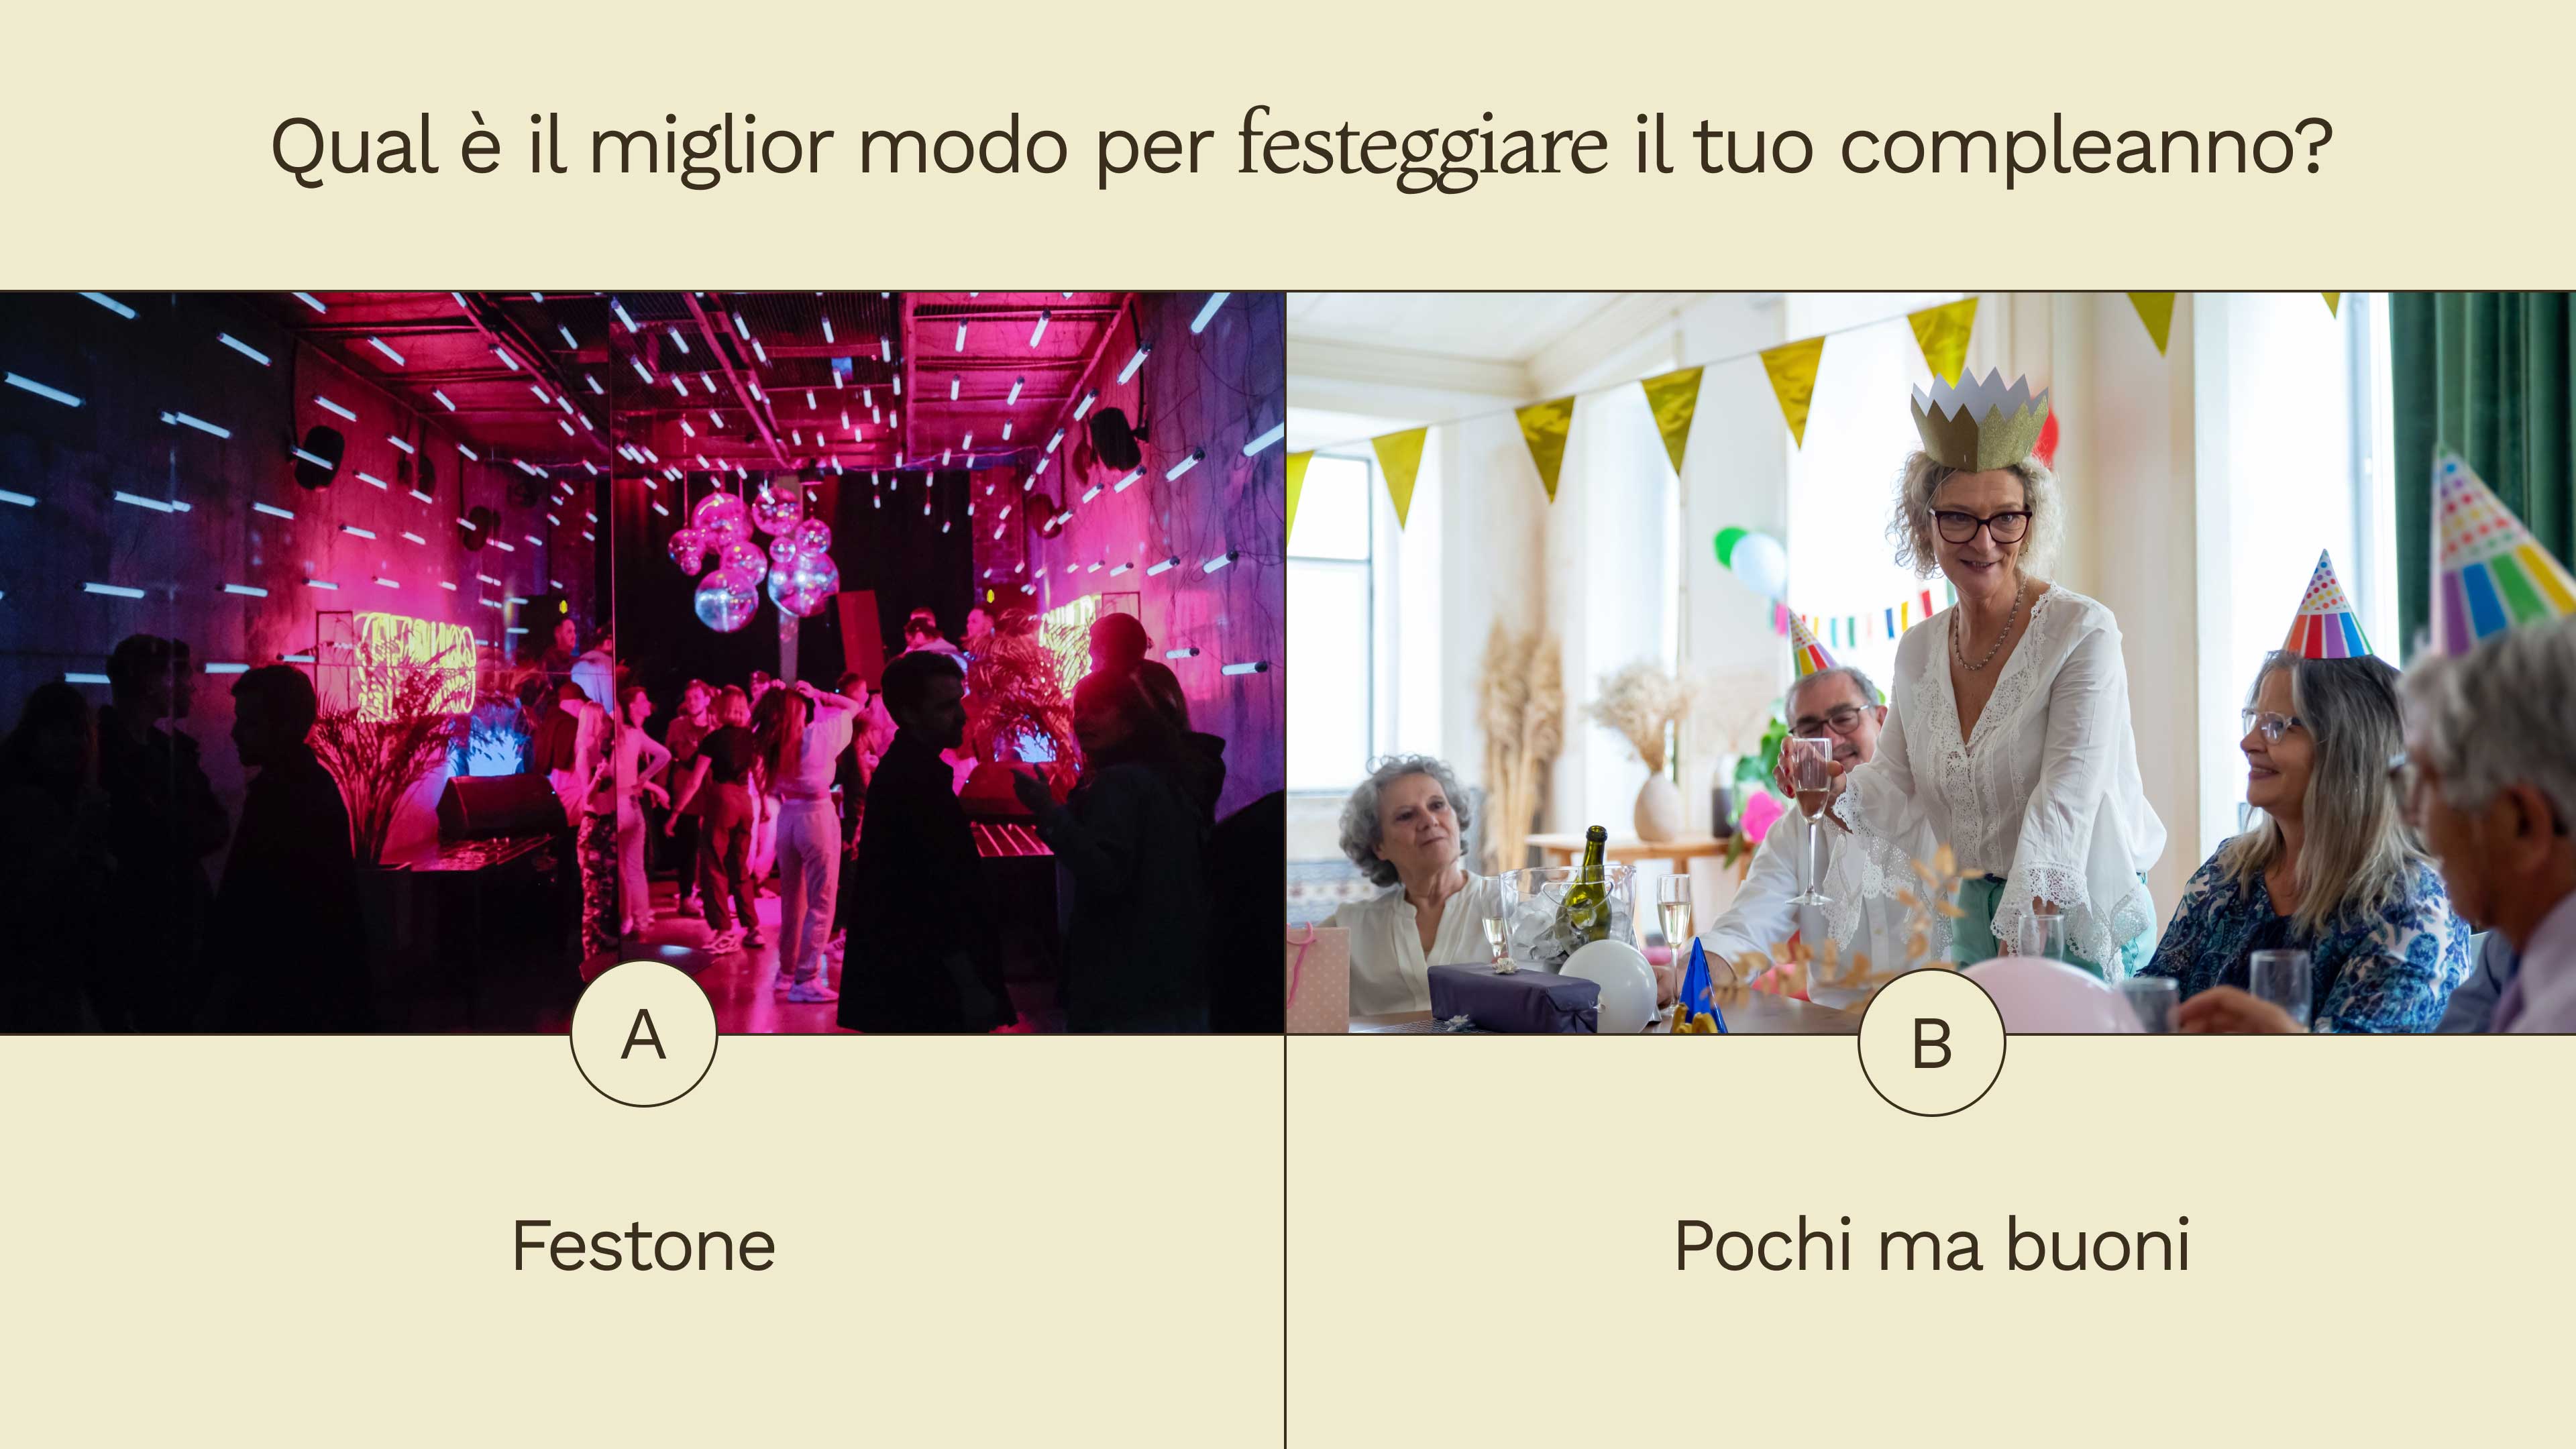 Qual è il miglior modo per festeggiare il tuo compleanno?
A
B
Festone
Pochi ma buoni